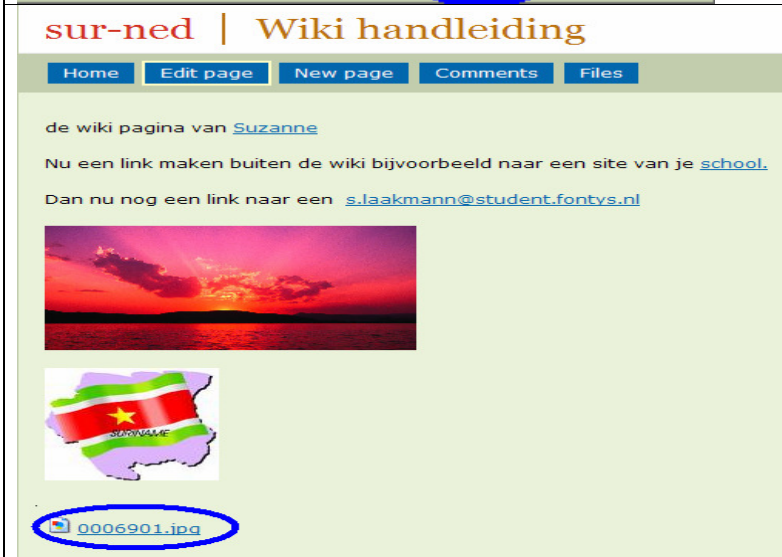 sur-ned | Wiki handleiding
Home Edit page New page Comments Files
de wiki pagina van Suzanne
Nu een link maken buiten de wiki bijvoorbeeld naar een site van je school.
Dan nu nog een link naar een s.laakmann@student.fontys.nl
SURINAME
0006901.jpg